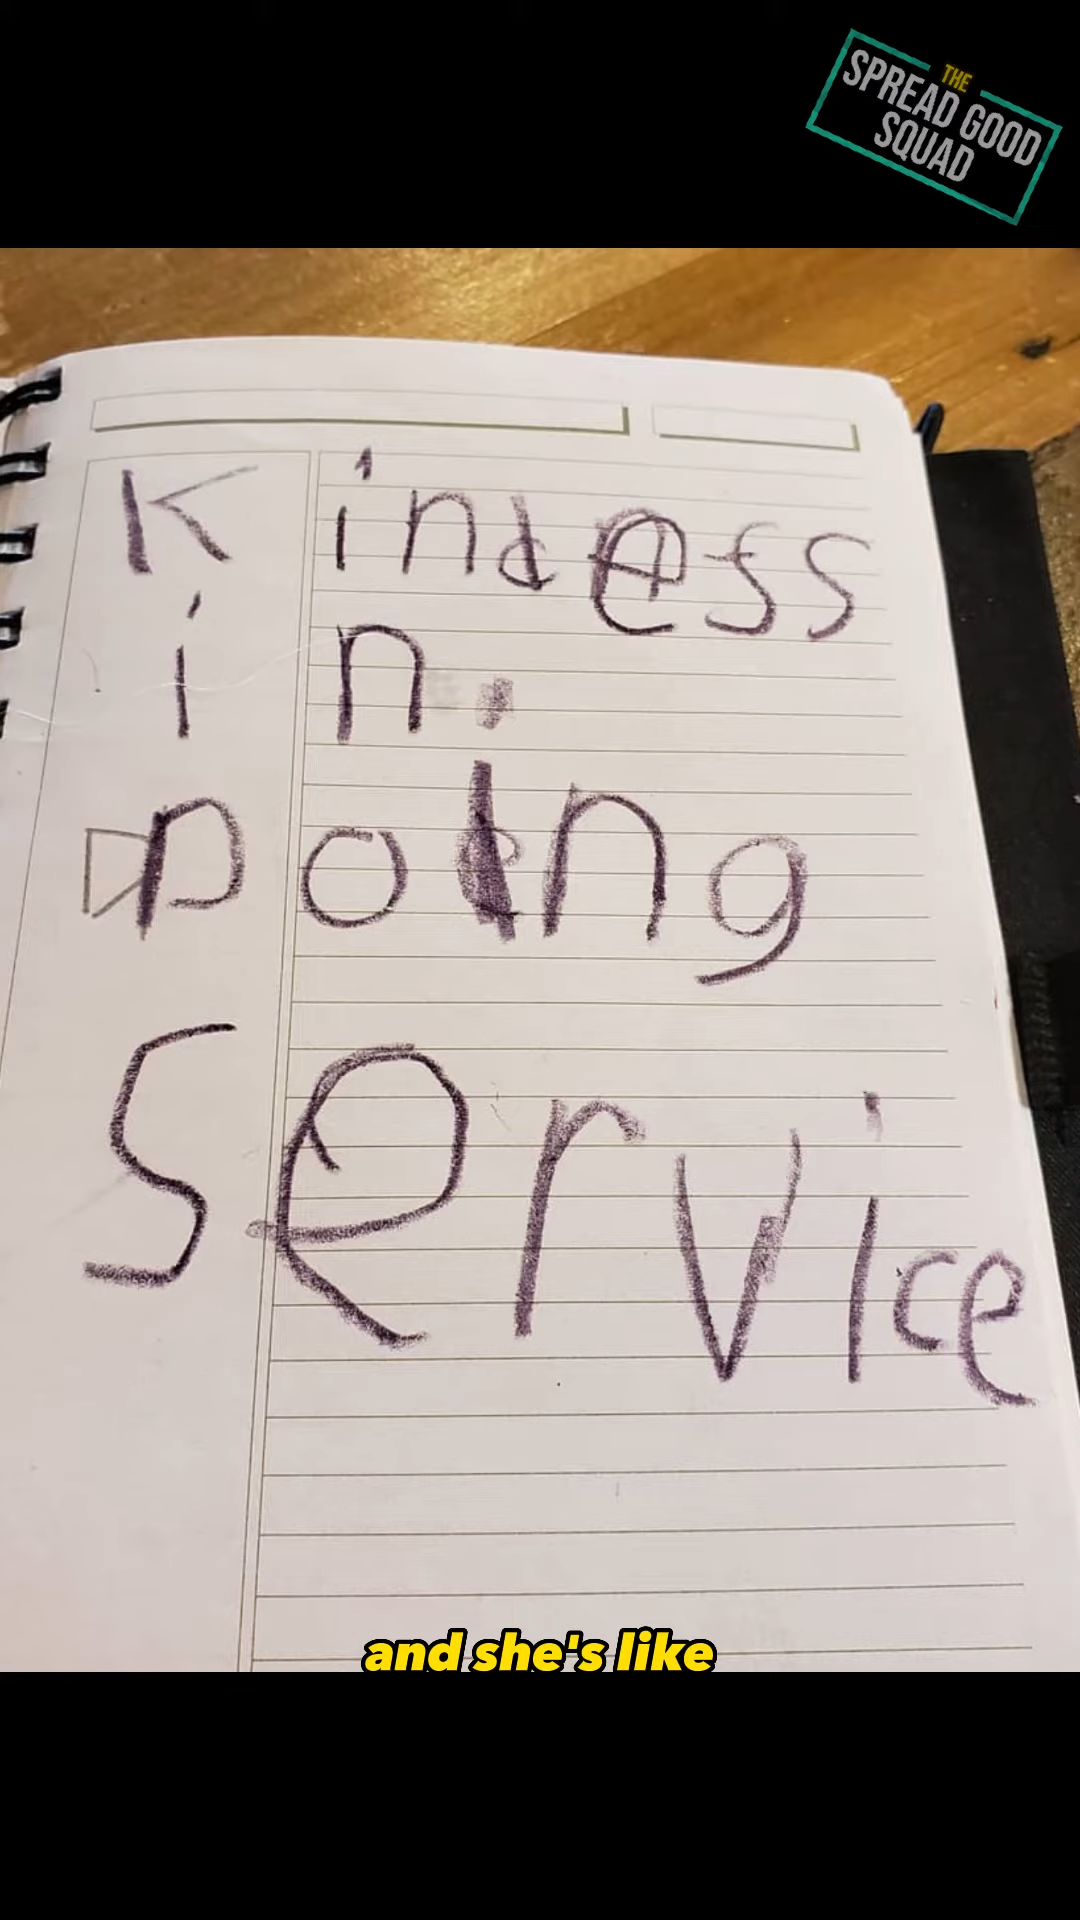 THE
SPREAD GOOD
SQUAD
Kindess
in.
Doing
Service
and she's like